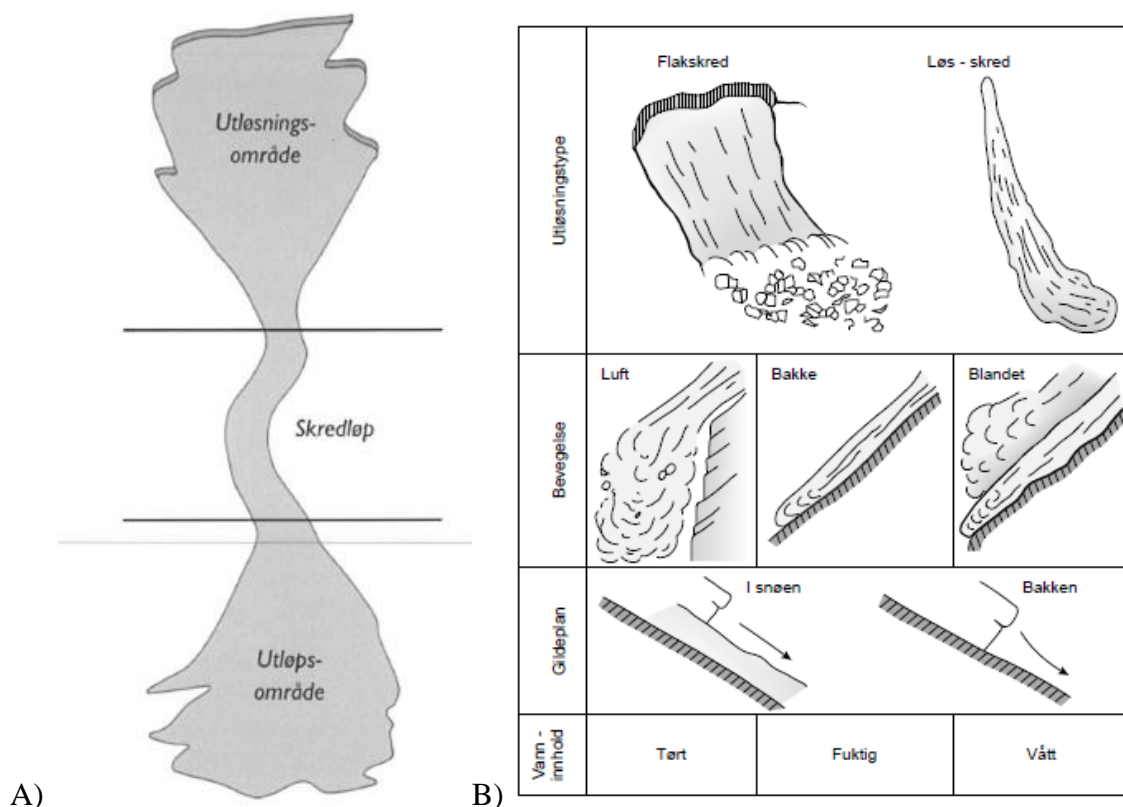 Utløsnings-
område
Skredløp
Utløps-
område
A)
Utløsningstype
Flakskred
Løs - skred
Bevegelse
Luft
Bakke
Blandet
Gildeplan
I snøen
Bakken
Vann -
innhold
Tørt
Fuktig
Vått
B)